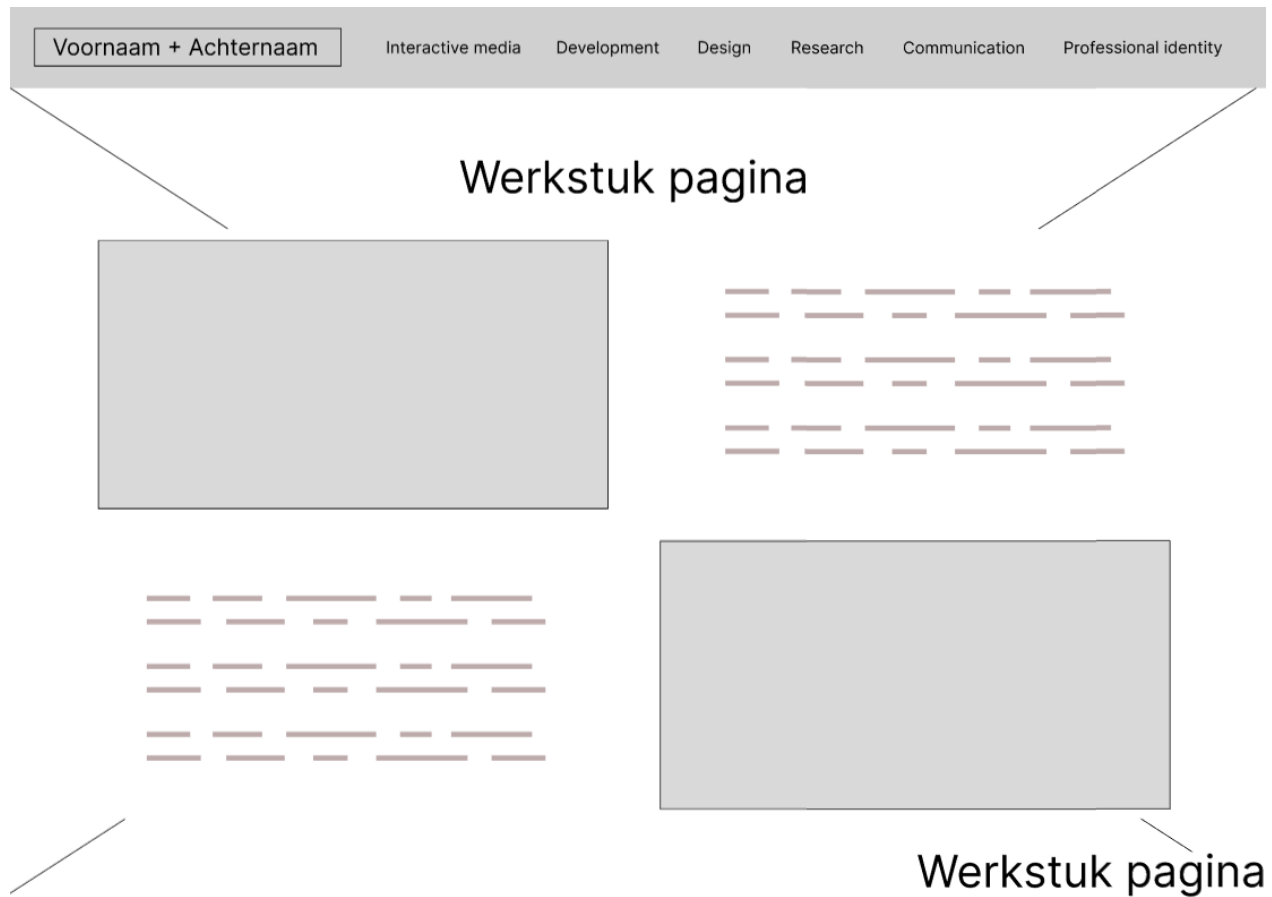 Voornaam + Achternaam Interactive media Development Design Research Communication Professional identity
Werkstuk pagina
Werkstuk pagina